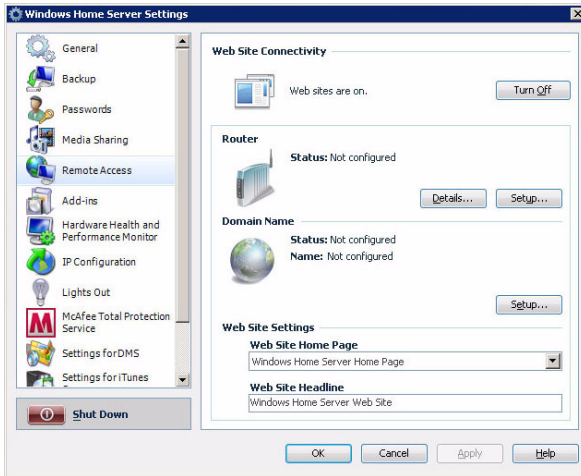 Windows Home Server Settings
General
Backup
Passwords
Media Sharing
Remote Access
Add-ins
Hardware Health and
Performance Monitor
IP Configuration
Lights Out
McAfee Total Protection
Service
Settings for DMS
Settings for iTunes
Shut Down
Web Site Connectivity
Web sites are on.
Turn Off
Router
Status: Not configured
Details...
Setup...
Domain Name
Status: Not configured
Name: Not configured
Setup...
Web Site Settings
Web Site Home Page
Windows Home Server Home Page
Web Site Headline
Windows Home Server Web Site
OK
Cancel
Apply
Help